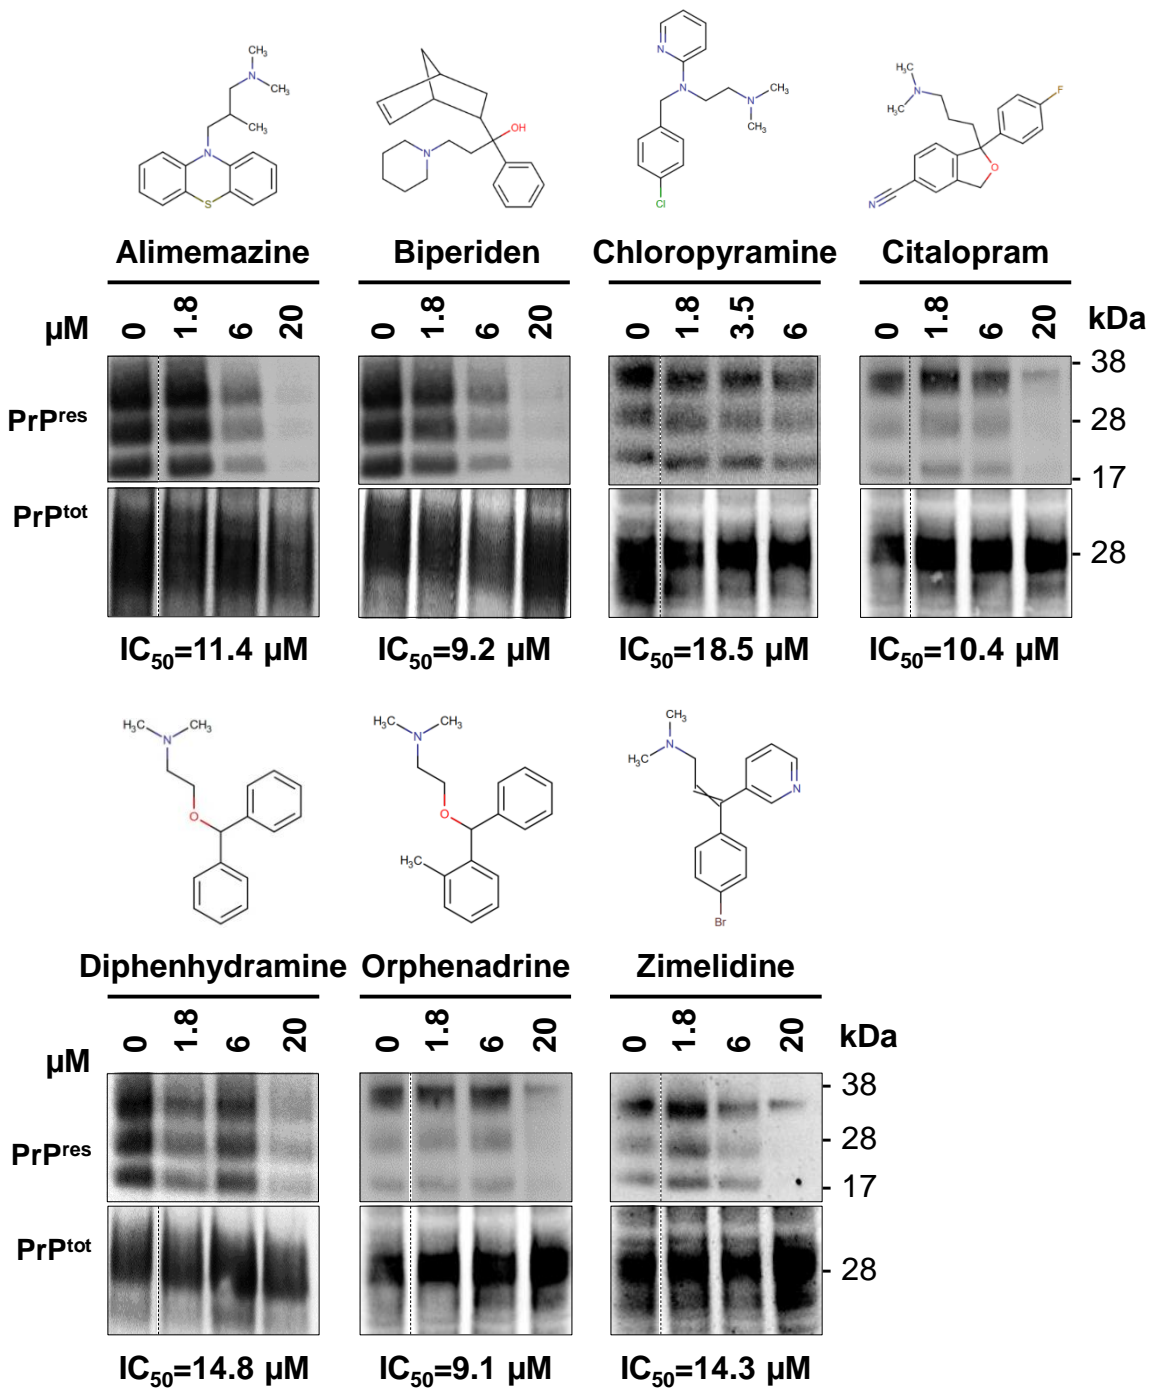 CH₃
N
CH₃
CH₃
N
S
OH
N
N
N
N
CH₃
CH₃
Cl
H₃C
N
H₃C
F
O
N
Alimemazine Biperiden Chloropyramine Citalopram
µM 0 1.8 6 20 0 1.8 6 20 0 1.8 3.5 6 0 1.8 6 20 kDa
38
PrPres 28
17
PrPtot
28
IC₅₀=11.4 µM IC₅₀=9.2 µM IC₅₀=18.5 µM IC₅₀=10.4 µM
H₃C CH₃
N
O
H₃C CH₃
N
O
H₃C
CH₃
N
H₃C
N
Br
Diphenhydramine Orphenadrine Zimelidine
µM 0 1.8 6 20 0 1.8 6 20 0 1.8 6 20 kDa
38
PrPres 28
17
PrPtot
28
IC₅₀=14.8 µM IC₅₀=9.1 µM IC₅₀=14.3 µM